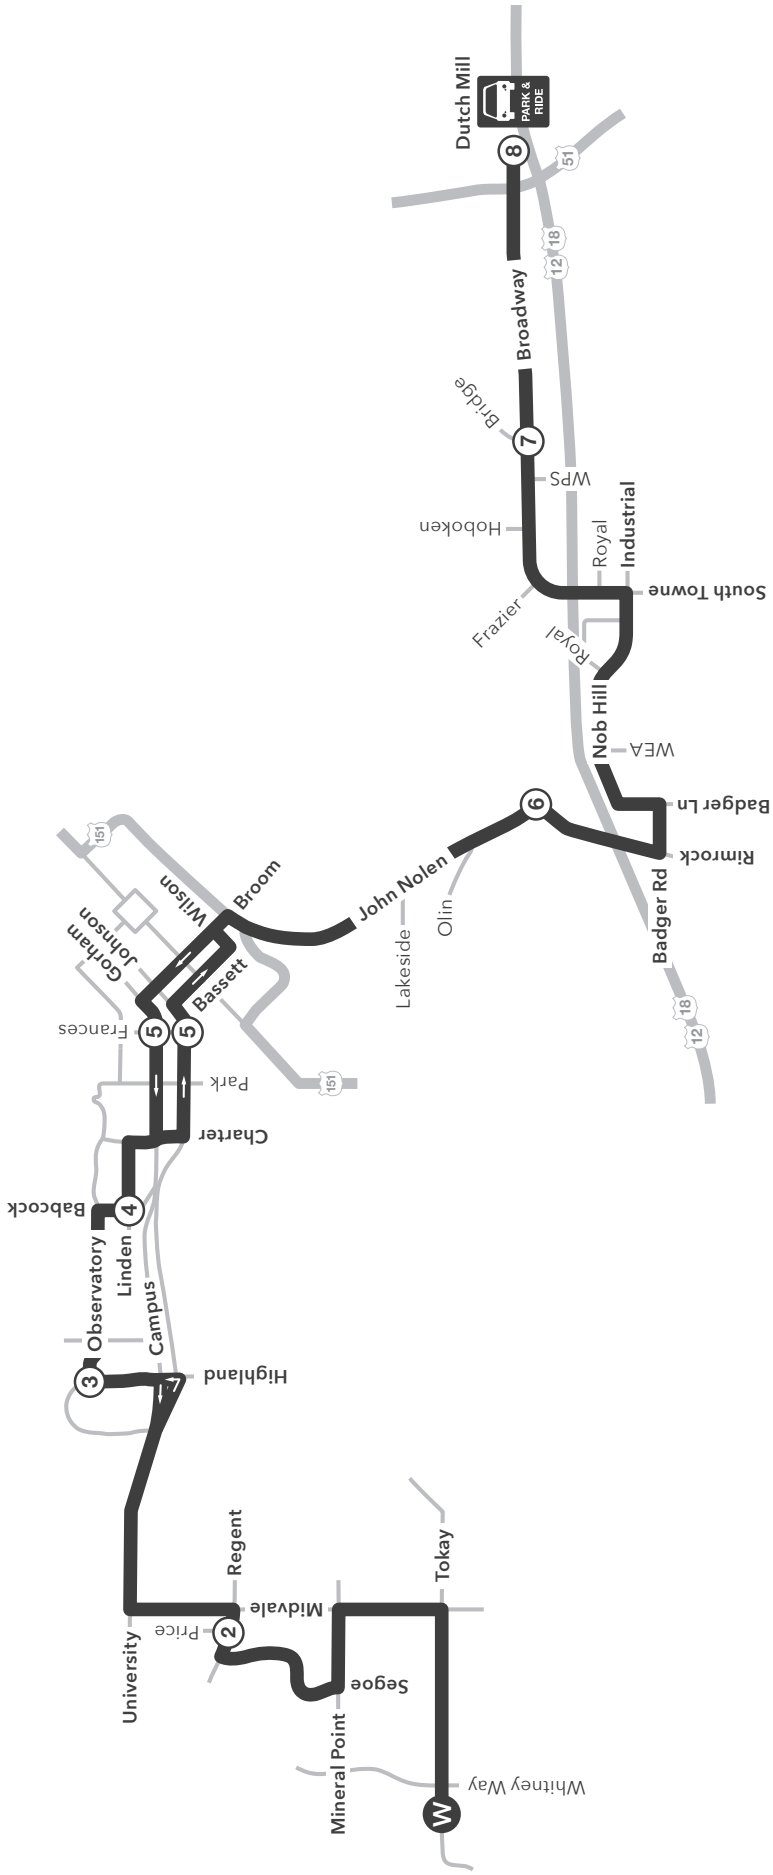 Dutch Mill
PARK &
RIDE
8
51
18
12
Broadway
Bridge
7
WPS
Hoboken
Royal
Industrial
South Towne
Frazier
Royal
Nob Hill
WEA
Badger Ln
6
Rimrock
151
Broom
Wilson
John Nolen
Johnson
Gorham
Olin
Badger Rd
Lakeside
Bassett
18
12
Frances
5
5
Park
151
Charter
Babcock
4
Observatory
Linden
Campus
3
Highland
Regent
Tokay
Midvale
Price
2
University
Segoe
Mineral Point
Whitney Way
W